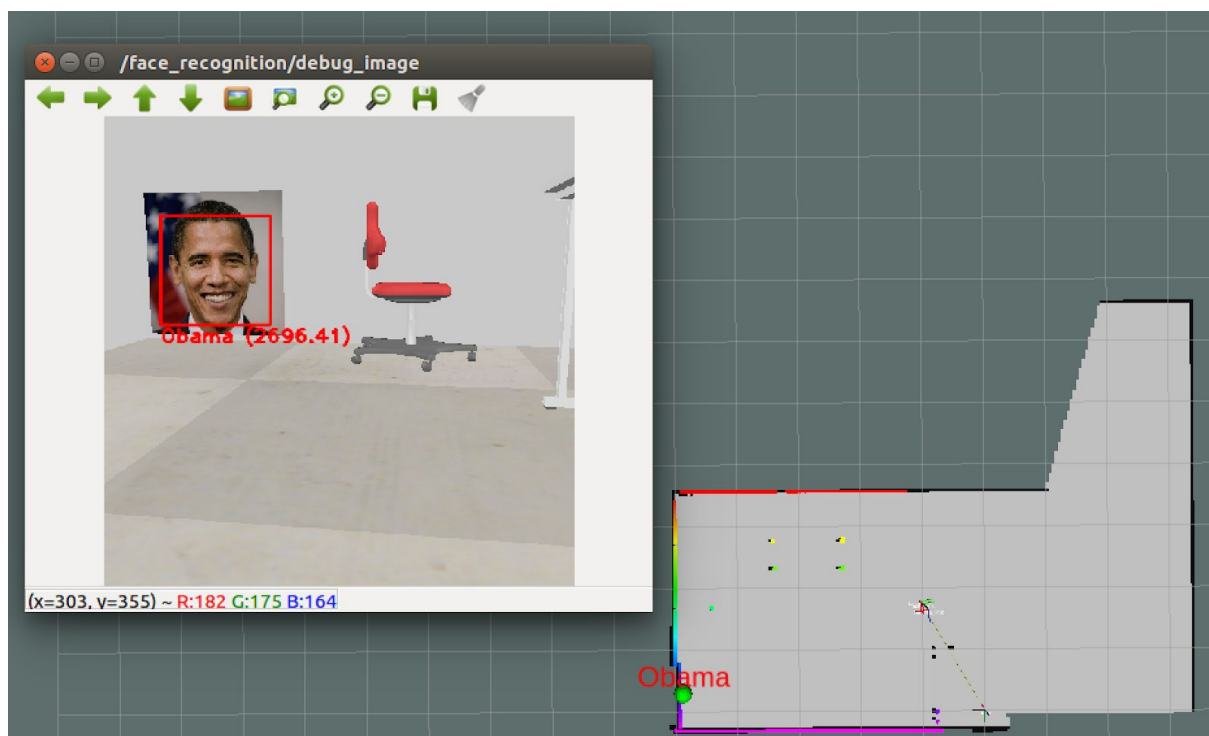 /face_recognition/debug_image
Obama (2696.41)
(x=303, y=355) ~ R:182 G:175 B:164
Obama